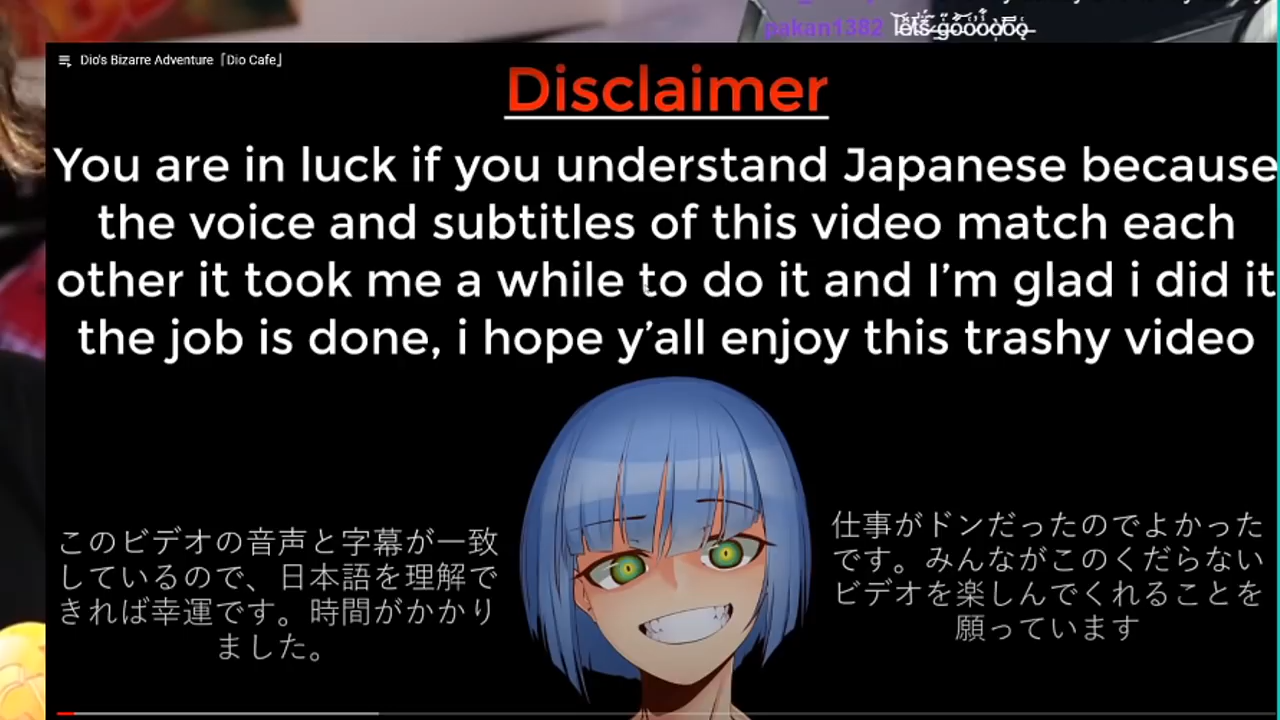 pakan1382 lets goooooo
Dio's Bizarre Adventure「Dio Cafe」
Disclaimer
You are in luck if you understand Japanese because
the voice and subtitles of this video match each
other it took me a while to do it and I’m glad i did it
the job is done, i hope y’all enjoy this trashy video
このビデオの音声と字幕が一致
しているので、日本語を理解で
きれば幸運です。時間がかかり
ました。
仕事がドンだったのでよかった
です。みんながこのくだらない
ビデオを楽しんでくれることを
願っています